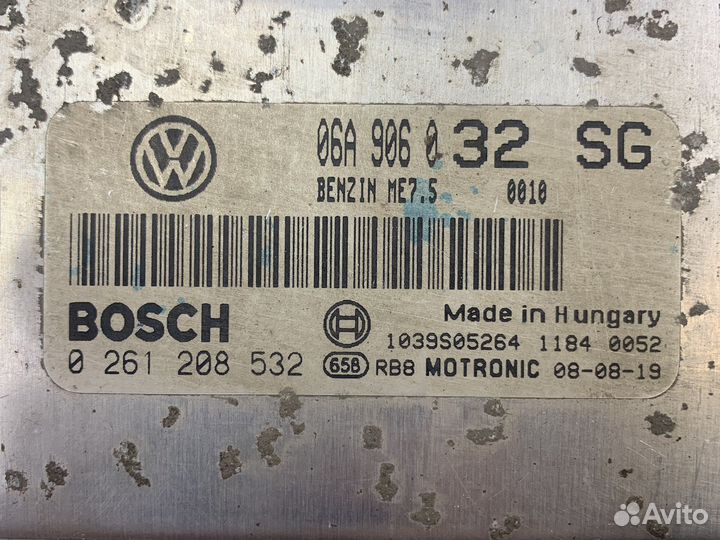 06A 906 032 SG
BENZIN ME7.5 0010
BOSCH
Made in Hungary
1039S05264 1184 0052
0 261 208 532 658 RB8 MOTRONIC 08-08-19
Avito